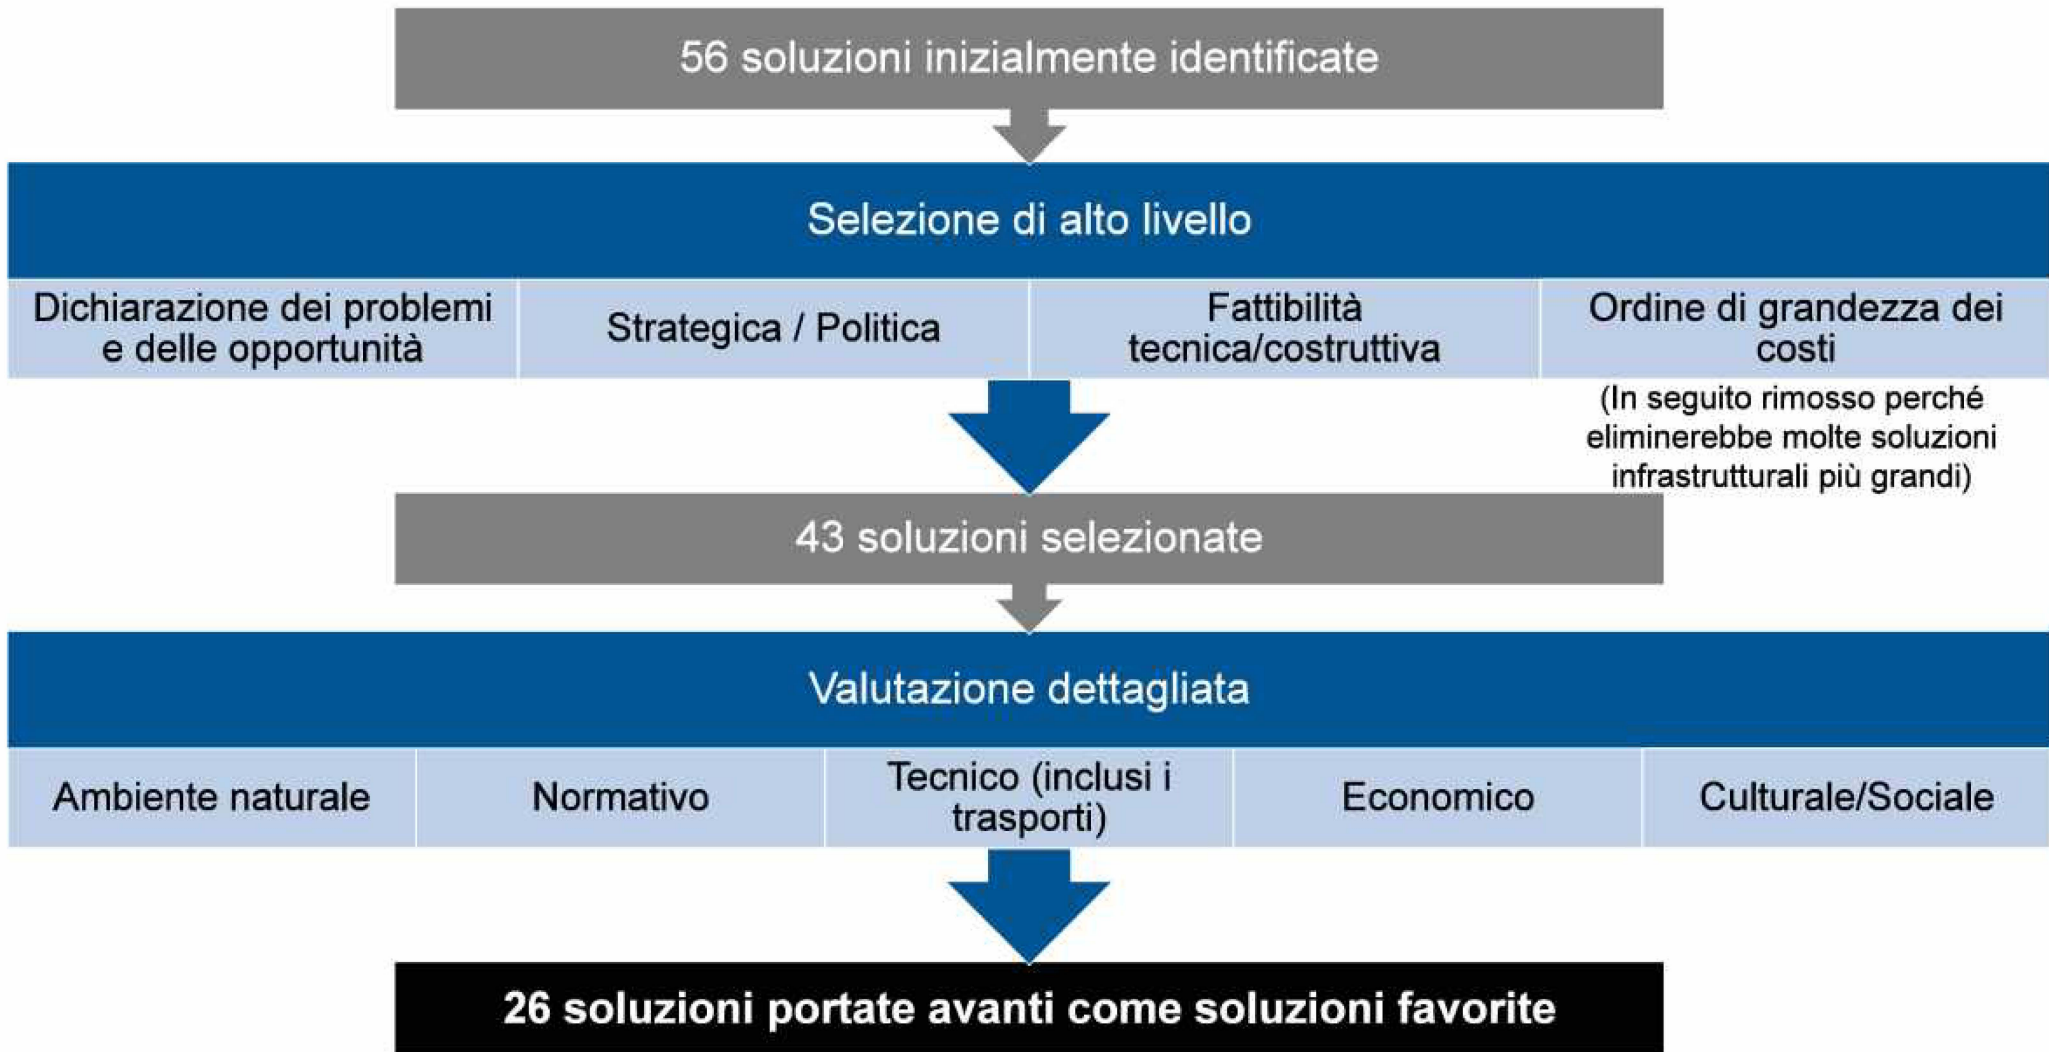 56 soluzioni inizialmente identificate
Selezione di alto livello
Dichiarazione dei problemi
e delle opportunità
Strategica / Politica
Fattibilità
tecnica/costruttiva
Ordine di grandezza dei
costi
(In seguito rimosso perché
eliminerebbe molte soluzioni
infrastrutturali più grandi)
43 soluzioni selezionate
Valutazione dettagliata
Ambiente naturale
Normativo
Tecnico (inclusi i
trasporti)
Economico
Culturale/Sociale
26 soluzioni portate avanti come soluzioni favorite